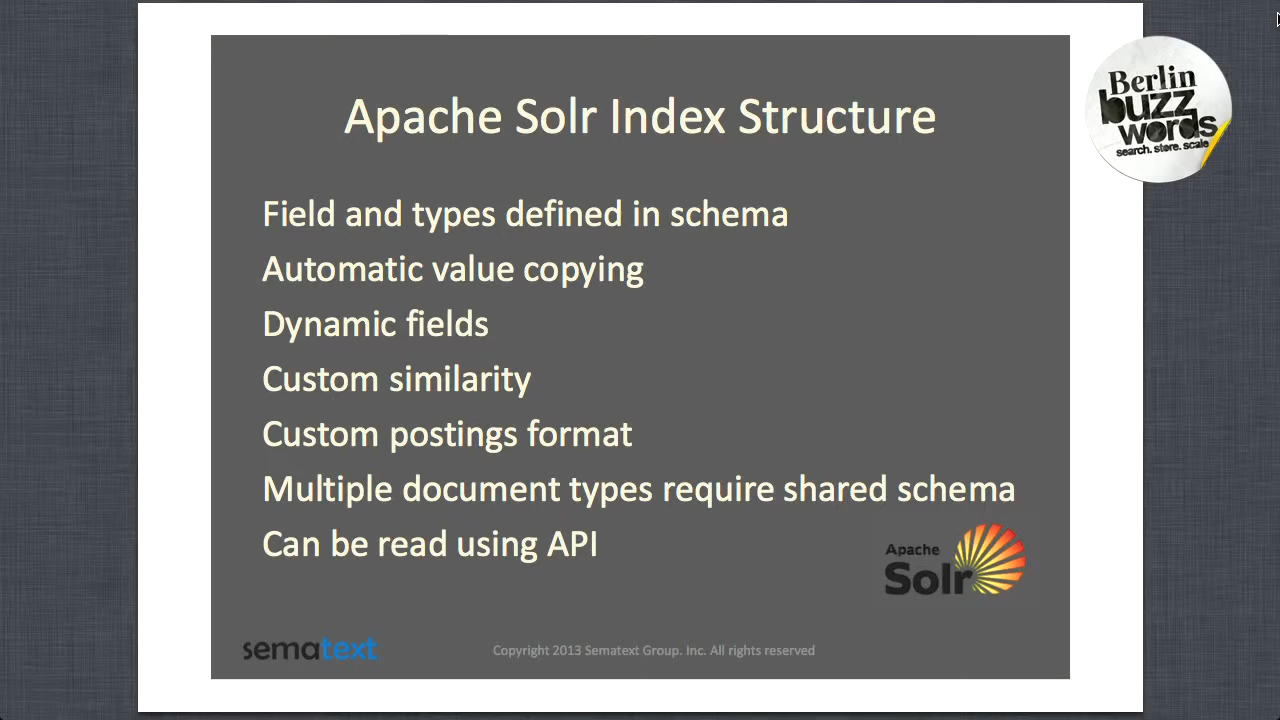 Apache Solr Index Structure
Berlin
buzz
words
search. store. scale
Field and types defined in schema
Automatic value copying
Dynamic fields
Custom similarity
Custom postings format
Multiple document types require shared schema
Can be read using API
Apache
Solr
sematext
Copyright 2013 Sematext Group. Inc. All rights reserved